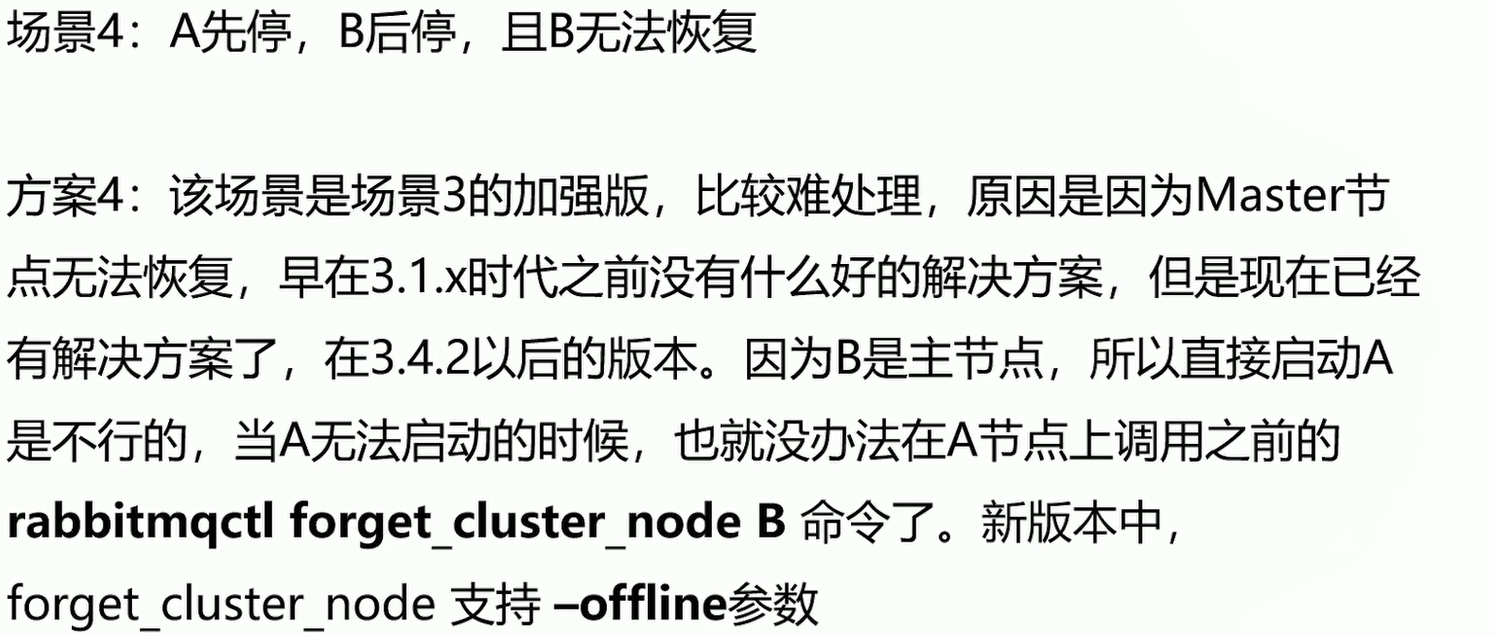 场景4：A先停，B后停，且B无法恢复
方案4：该场景是场景3的加强版，比较难处理，原因是因为Master节
点无法恢复，早在3.1.x时代之前没有什么好的解决方案，但是现在已经
有解决方案了，在3.4.2以后的版本。因为B是主节点，所以直接启动A
是不行的，当A无法启动的时候，也就没办法在A节点上调用之前的
rabbitmqctl forget_cluster_node B 命令了。新版本中，
forget_cluster_node 支持 –offline参数